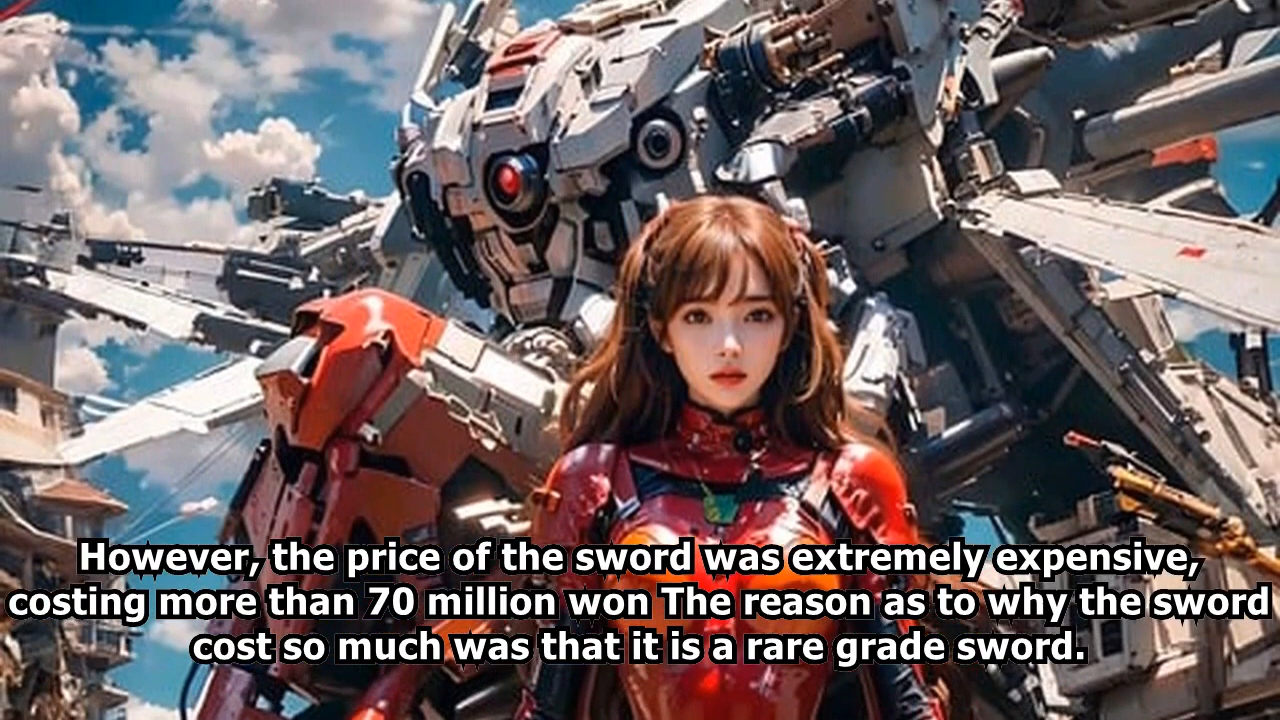 However, the price of the sword was extremely expensive,
costing more than 70 million won The reason as to why the sword
cost so much was that it is a rare grade sword.